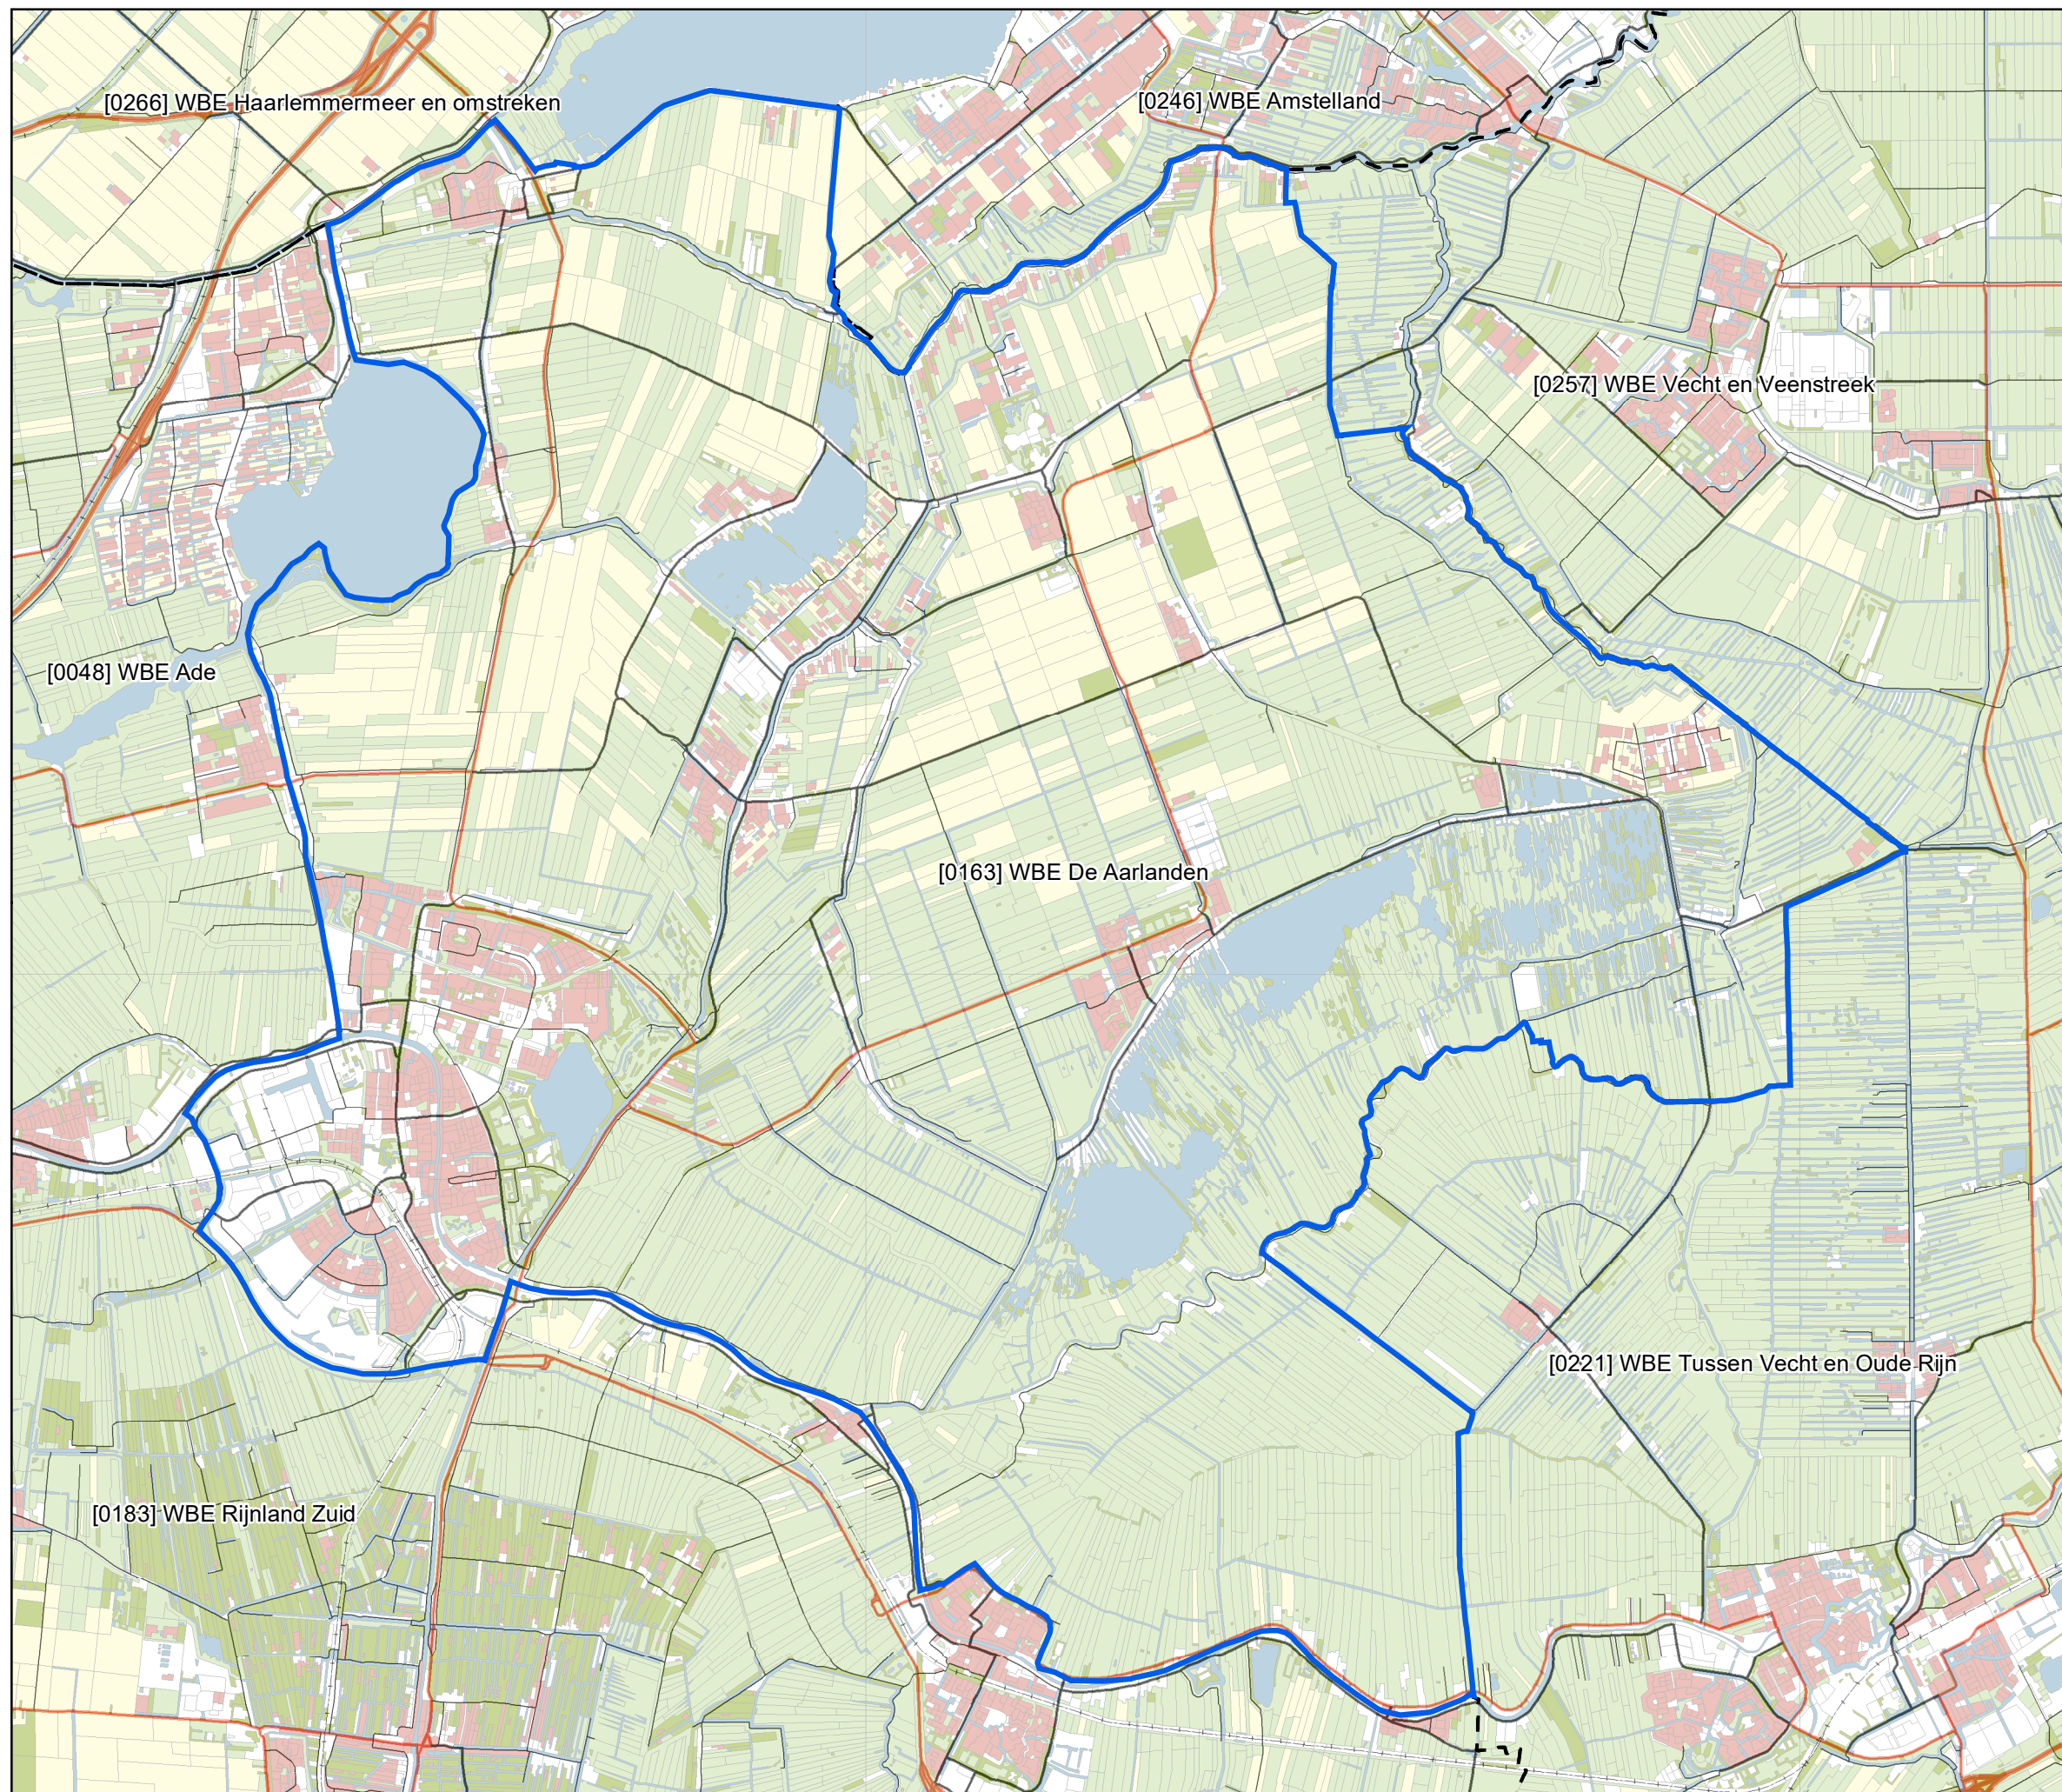 [0266] WBE Haarlemmermeer en omstreken
[0246] WBE Amstelland
[0257] WBE Vecht en Veenstreek
[0048] WBE Ade
[0163] WBE De Aarlanden
[0221] WBE Tussen Vecht en Oude Rijn
[0183] WBE Rijnland Zuid